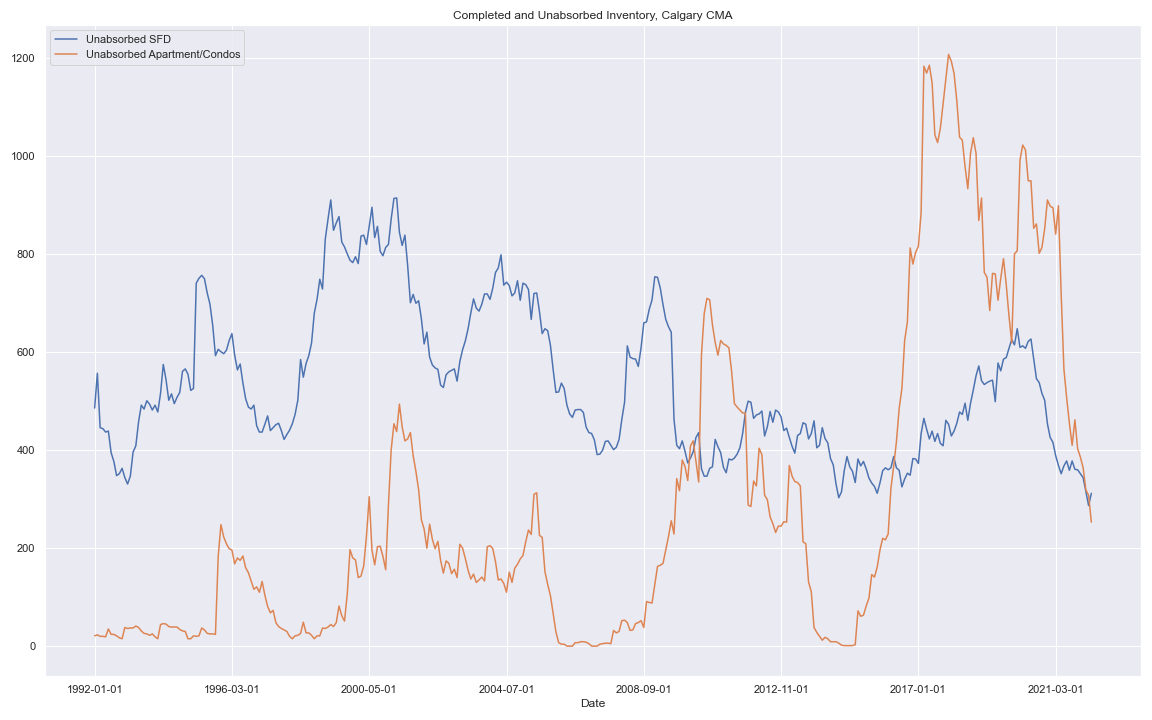 Completed and Unabsorbed Inventory, Calgary CMA
Unabsorbed SFD
Unabsorbed Apartment/Condos
1200
1000
800
600
400
200
0
1992-01-01 1996-03-01 2000-05-01 2004-07-01 2008-09-01 2012-11-01 2017-01-01 2021-03-01
Date